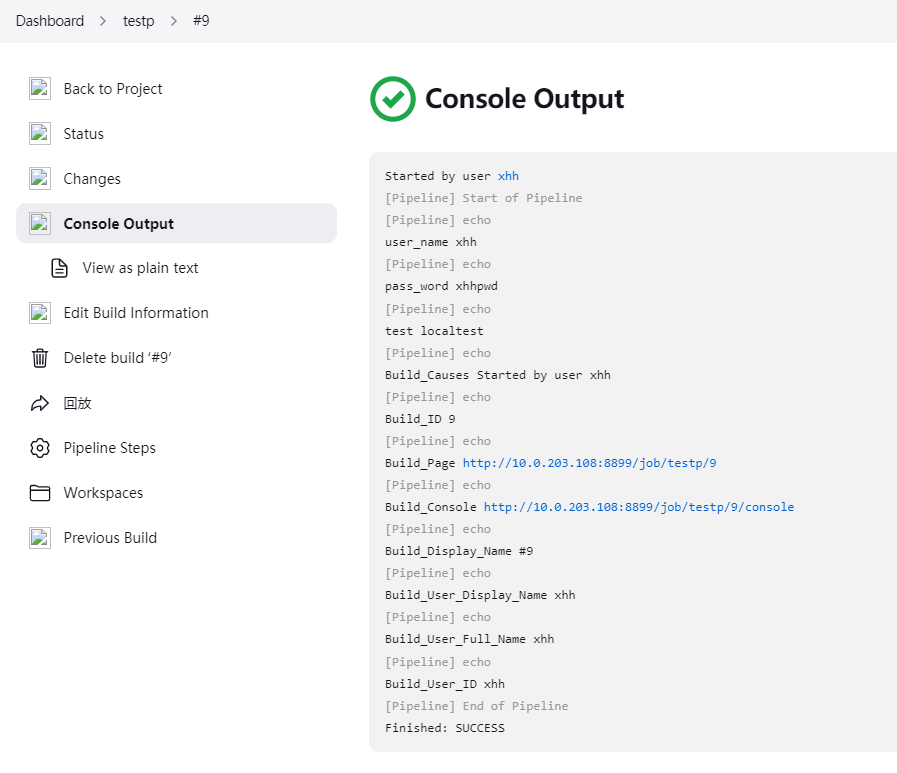 Dashboard > testp > #9
Back to Project
Status
Changes
Console Output
View as plain text
Edit Build Information
Delete build ‘#9’
回放
Pipeline Steps
Workspaces
Previous Build
Console Output
Started by user xhh
[Pipeline] Start of Pipeline
[Pipeline] echo
user_name xhh
[Pipeline] echo
pass_word xhhpwd
[Pipeline] echo
test localtest
[Pipeline] echo
Build_Causes Started by user xhh
[Pipeline] echo
Build_ID 9
[Pipeline] echo
Build_Page http://10.0.203.108:8899/job/testp/9
[Pipeline] echo
Build_Console http://10.0.203.108:8899/job/testp/9/console
[Pipeline] echo
Build_Display_Name #9
[Pipeline] echo
Build_User_Display_Name xhh
[Pipeline] echo
Build_User_Full_Name xhh
[Pipeline] echo
Build_User_ID xhh
[Pipeline] End of Pipeline
Finished: SUCCESS